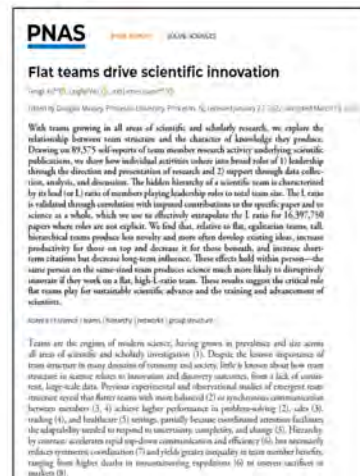 PNAS
Flat teams drive scientific innovation
With teams growing in all areas of scientific and scholarly research, we explore the
relationship between team structure and the character of knowledge they produce.
Drawing on 89,575 self-reports of team member research activity underlying scientific
publications, we show how individual activities cohere into broad roles of 1) leadership
through the direction and presentation of research and 2) support through data collec-
tion, analysis, and discussion. The hidden hierarchy of a scientific team is characterized
by its lead (or L) ratio of members playing leadership roles to total team size. The L ratio
is validated through correlation with imputed contributions to the specific paper and to
science as a whole, which we use to effectively extrapolate the L ratio for 16,397,750
papers where roles are not explicit. We find that, relative to flat, egalitarian teams, tall,
hierarchical teams produce less novelty and more often develop existing ideas, increase
productivity for those on top and decrease it for those beneath, and increase short-
term citations but decrease long-term influence. These effects hold within person—the
same person on the same-sized team produces science much more likely to disruptively
innovate if they work on a flat, high-L-ratio team. These results suggest the critical role
flat teams play for sustainable scientific advance and the training and advancement of
scientists.
science of science | teams | hierarchy | networks | group structure
Teams are the engines of modern science, having grown in prevalence and size across
all areas of scientific and scholarly investigation (1). Despite the known importance of
team structure in many domains of economy and society, little is known about how team
structure in science relates to innovation and discovery outcomes, from a lack of consis-
tent, large-scale data. Previous experimental and observational studies of emergent team
structure reveal that flatter teams with more balanced (2) or synchronous communication
between members (3, 4) achieve higher performance in problem-solving (2), sales (3),
trading (4), and healthcare (5) settings, partially because coordinated attention facilitates
the adaptability needed to respond to uncertainty, complexity, and change (5). Hierarchy
by contrast accelerates rapid top-down communication and efficiency (6), but necessarily
reduces symmetric coordination (7) and yields greater inequality in team member benefits,
ranging from higher deaths in mountaineering expeditions (6) to uneven sacrifices in
markets (8).